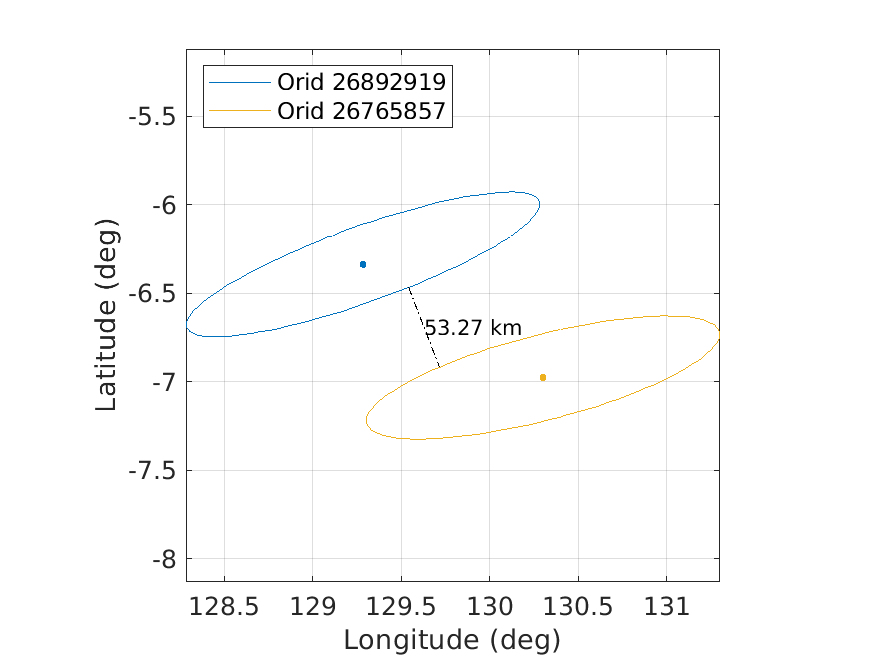 Orid 26892919
Orid 26765857
-5.5
-6
-6.5
-7
-7.5
-8
Latitude (deg)
53.27 km
128.5 129 129.5 130 130.5 131
Longitude (deg)